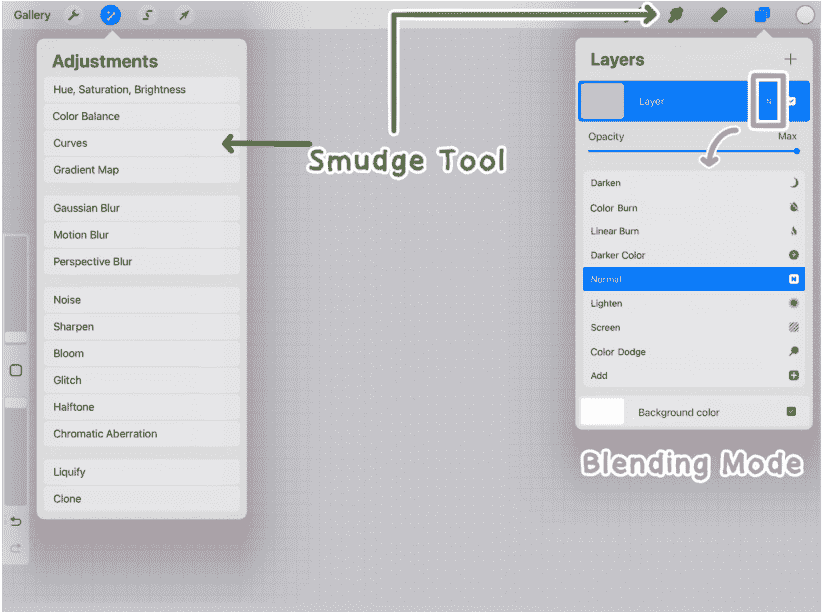 Gallery
Adjustments
Hue, Saturation, Brightness
Color Balance
Curves
Gradient Map
Gaussian Blur
Motion Blur
Perspective Blur
Noise
Sharpen
Bloom
Glitch
Halftone
Chromatic Aberration
Liquify
Clone
Smudge Tool
Layers
Layer
N
Opacity Max
Darken
Color Burn
Linear Burn
Darker Color
Normal N
Lighten
Screen
Color Dodge
Add
Background color
Blending Mode